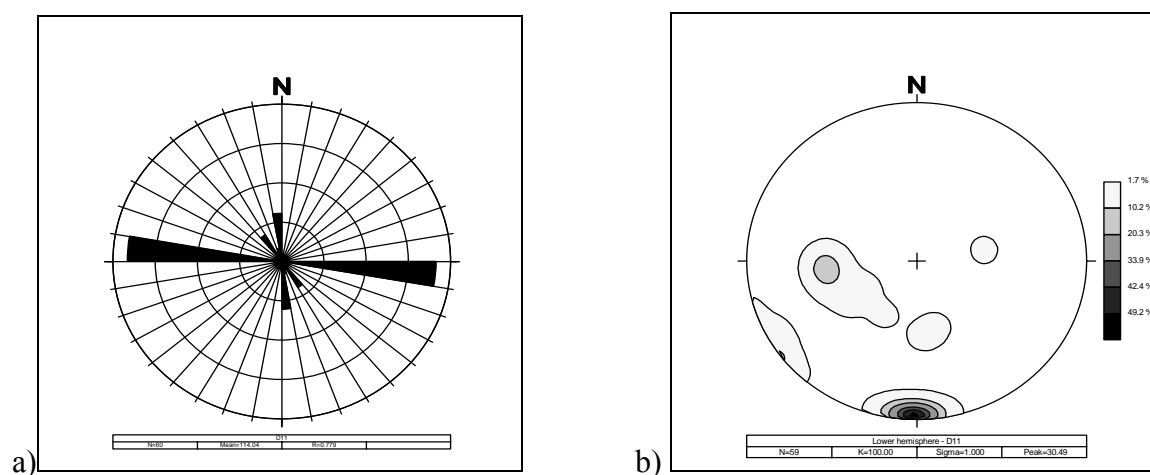 N
D11
N=60 Mean=114.04 R=0.779
a)
N
1.7 %
10.2 %
20.3 %
33.9 %
42.4 %
49.2 %
Lower hemisphere - D11
N=59 K=100.00 Sigma=1.000 Peak=30.49
b)